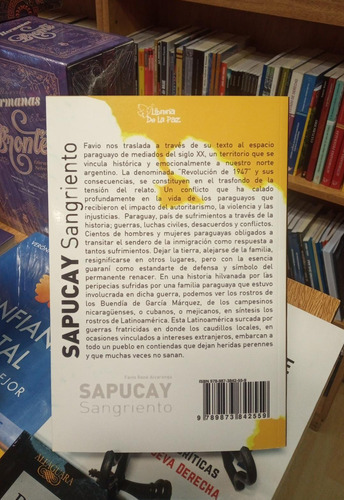 Librería
De La Paz
Favio nos traslada a través de su texto al espacio
paraguayo de mediados del siglo XX, un territorio que se
vincula histórica y emocionalmente a nuestro norte
argentino. La denominada "Revolución de 1947" y sus
consecuencias, se constituyen en el trasfondo de la
tensión del relato. Un conflicto que ha calado
profundamente en la vida de los paraguayos que
recibieron el impacto del autoritarismo, la violencia y las
injusticias. Paraguay, país de sufrimientos a través de la
historia; guerras, luchas civiles, desacuerdos y conflictos.
Cientos de hombres y mujeres paraguayos obligados a
transitar el sendero de la inmigración como respuesta a
tantos sufrimientos. Dejar la tierra, alejarse de la familia,
resignificarse en otros lugares, pero con la esencia
guaraní como estandarte de defensa y símbolo del
permanente renacer. En una historia hilvanada por las
peripecias sufridas por una familia paraguaya que estuvo
involucrada en dicha guerra, podemos ver los rostros de los
Buendía de García Márquez, de los campesinos
nicaragüenses, o cubanos, o mejicanos, en síntesis los
rostros de Latinoamérica. Esta Latinoamérica surcada por
guerras fratricidas en donde los caudillos locales, en
ocasiones vinculados a intereses extranjeros, embarcan a
todo un pueblo en contiendas que dejan heridas perennes y
que muchas veces no sanan.
SAPUCAY Sangriento
SAPUCAY
Sangriento
9 789873 842559
ermanas
Brontë
TAL
EJOR
ALFAGUARA
MITICAS
EVA DERECHA